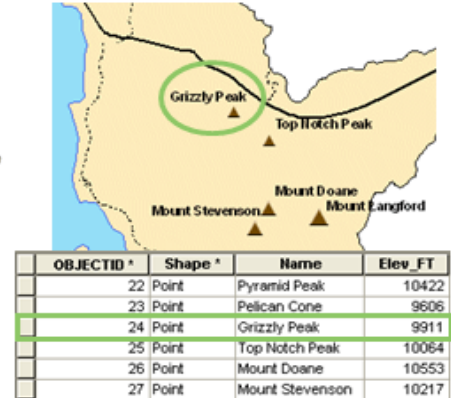 Grizzly Peak
Top Notch Peak
Mount Doane
Mount Stevenson
Mount Langford
OBJECTID * Shape * Name Elev_FT
22 Point Pyramid Peak 10422
23 Point Pelican Cone 9606
24 Point Grizzly Peak 9911
25 Point Top Notch Peak 10064
26 Point Mount Doane 10553
27 Point Mount Stevenson 10217